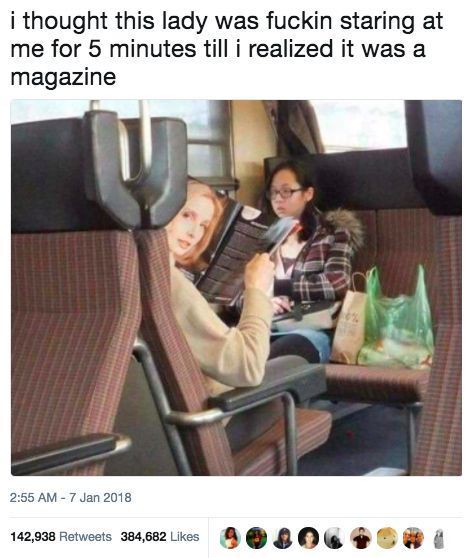 i thought this lady was fuckin staring at
me for 5 minutes till i realized it was a
magazine
2:55 AM - 7 Jan 2018
142,938 Retweets 384,682 Likes